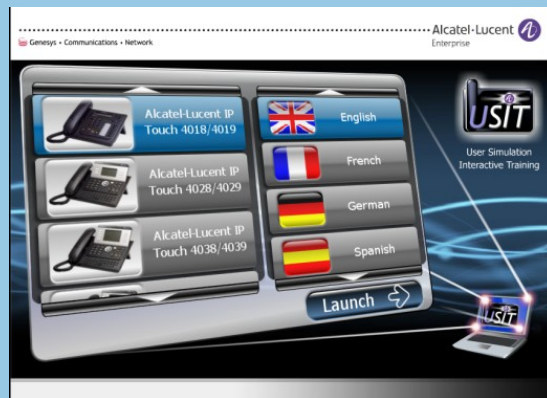 Alcatel·Lucent
Enterprise
Genesys • Communications • Network
Alcatel-Lucent IP
Touch 4018/4019
Alcatel-Lucent IP
Touch 4028/4029
Alcatel-Lucent IP
Touch 4038/4039
English
French
German
Spanish
Launch
USIT
User Simulation
Interactive Training
USIT